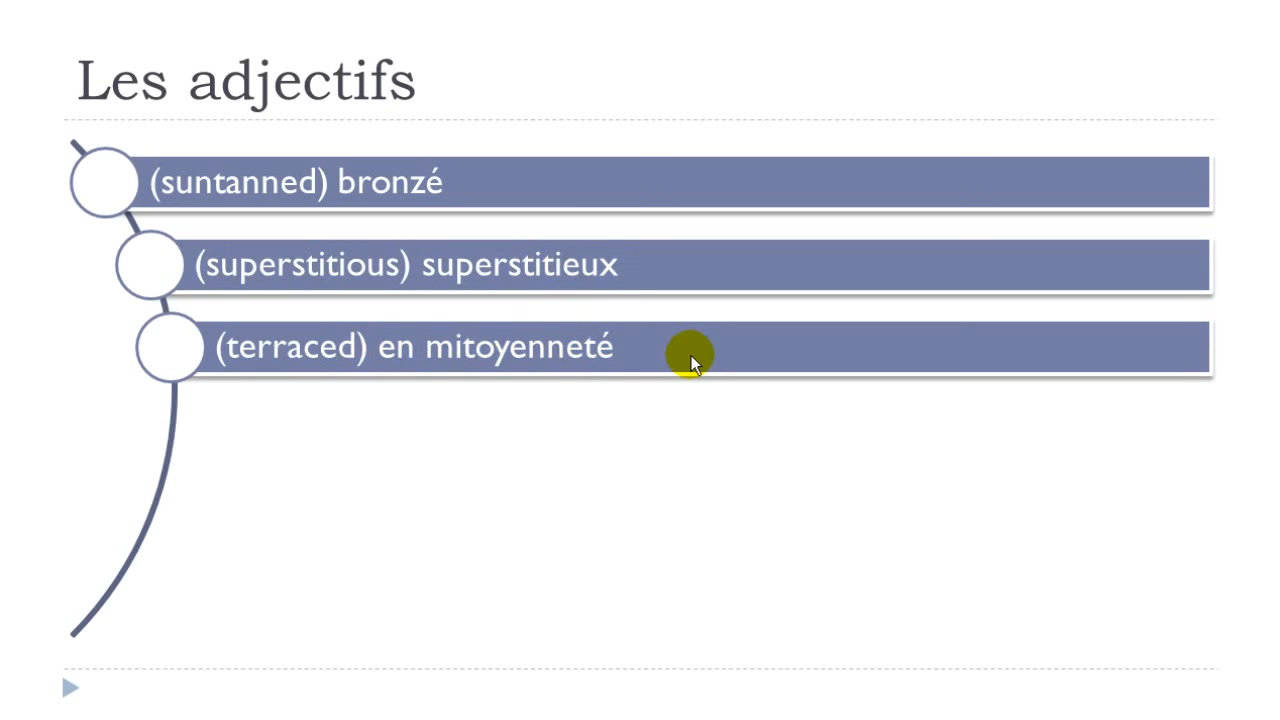 Les adjectifs
(suntanned) bronzé
(superstitious) superstitieux
(terraced) en mitoyenneté